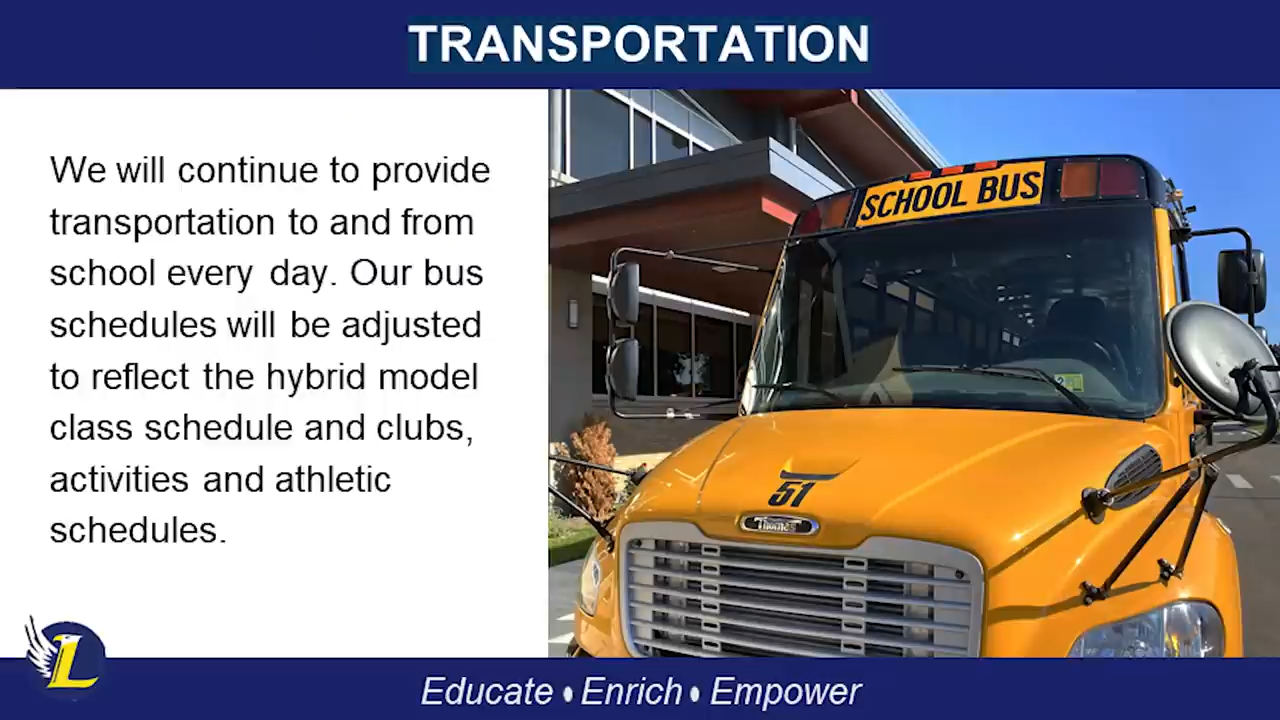 TRANSPORTATION
We will continue to provide
transportation to and from
school every day. Our bus
schedules will be adjusted
to reflect the hybrid model
class schedule and clubs,
activities and athletic
schedules.
SCHOOL BUS
51
Thomas
2
L
Educate • Enrich • Empower